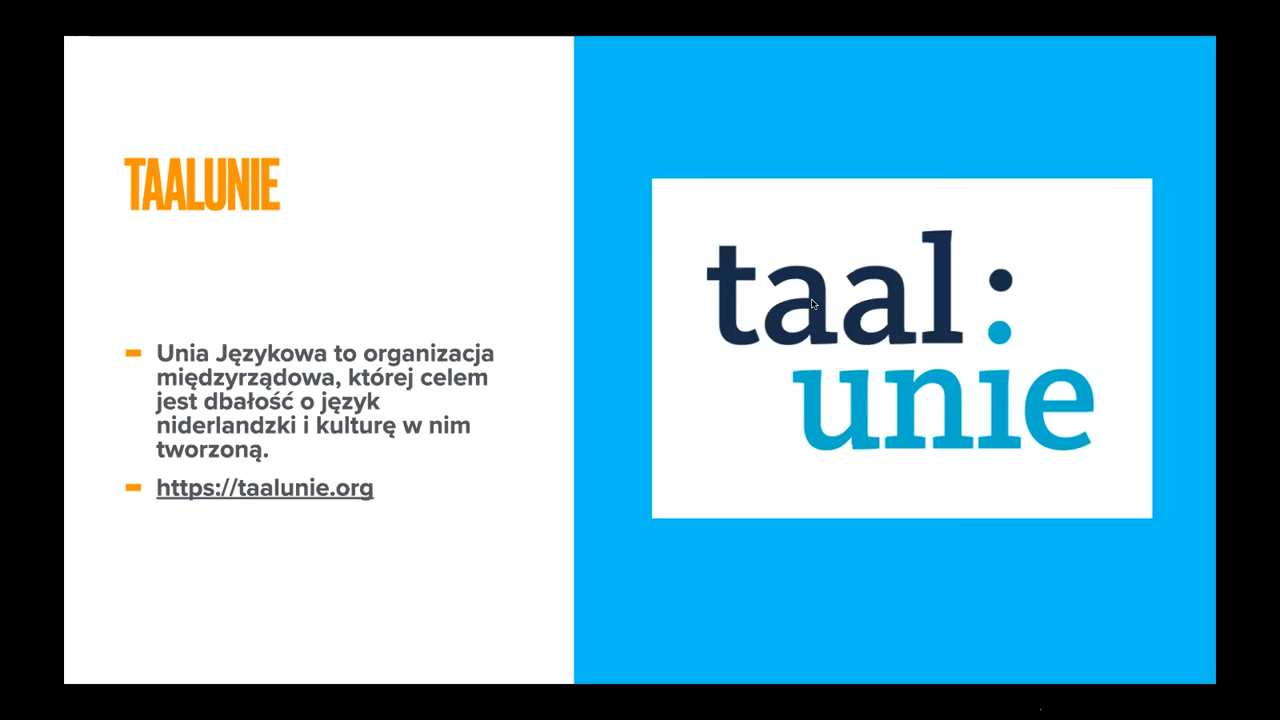 TAALUNIE
Unia Językowa to organizacja
międzyrządowa, której celem
jest dbałość o język
niderlandzki i kulturę w nim
tworzoną.
https://taalunie.org
taal:
unie